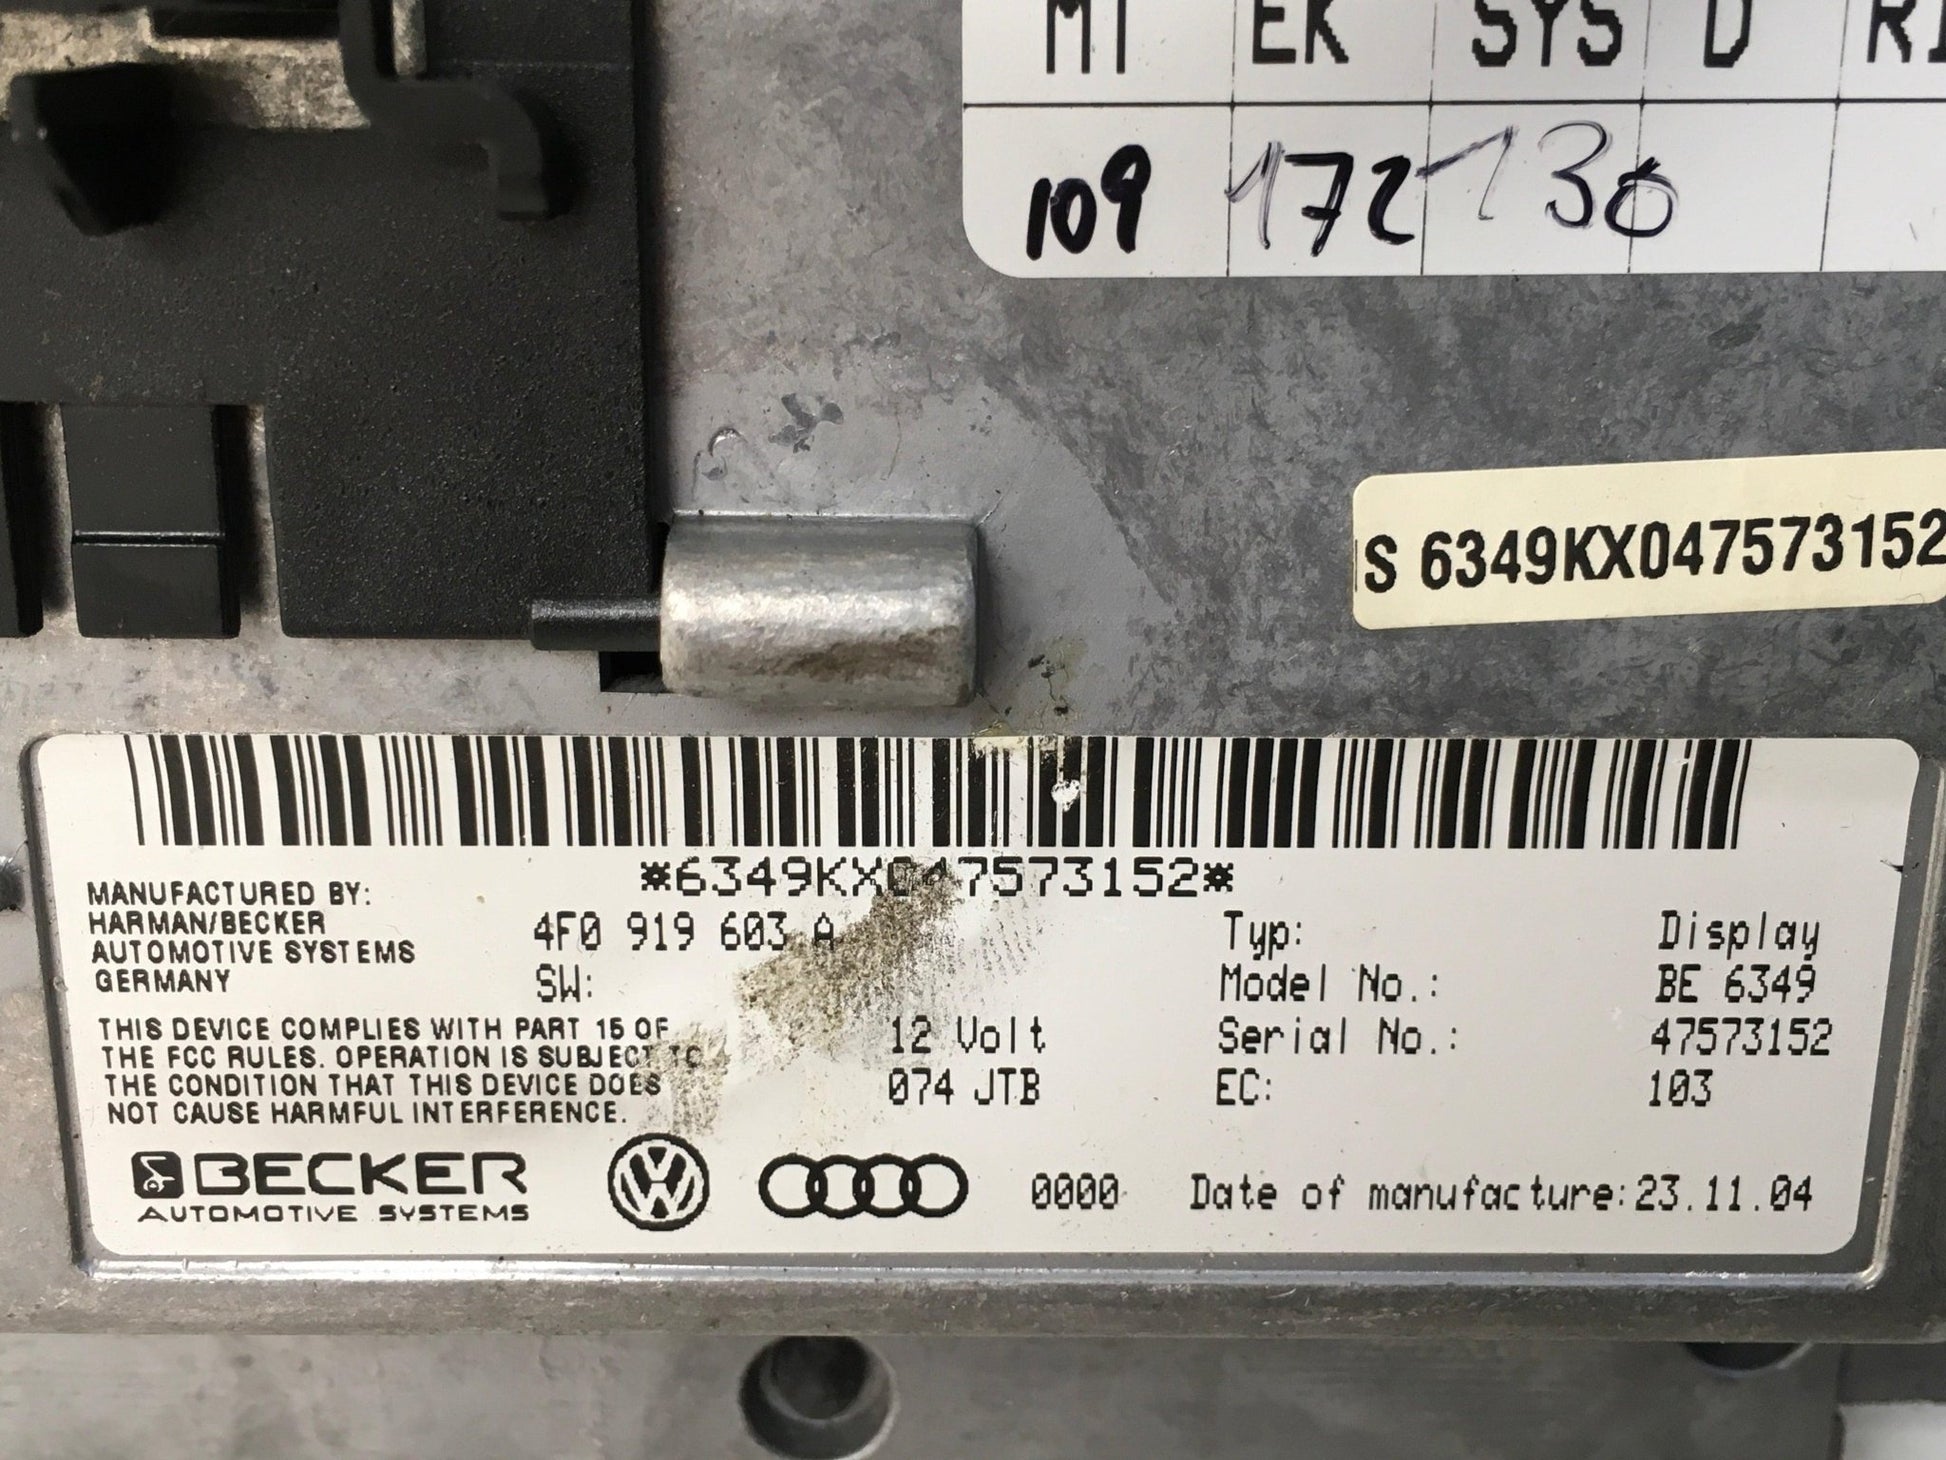 MT EK SYS D
109 172 130
S 6349KX047573152
*6349KX047573152*
MANUFACTURED BY:
HARMAN/BECKER
AUTOMOTIVE SYSTEMS
GERMANY
4F0 919 603 A
SW:
Typ: Display
Model No.: BE 6349
12 Volt
Serial No.: 47573152
074 JTB
EC: 103
THIS DEVICE COMPLIES WITH PART 15 OF
THE FCC RULES. OPERATION IS SUBJECT TO
THE CONDITION THAT THIS DEVICE DOES
NOT CAUSE HARMFUL INTERFERENCE.
BECKER
AUTOMOTIVE SYSTEMS
0000 Date of manufacture:23.11.04